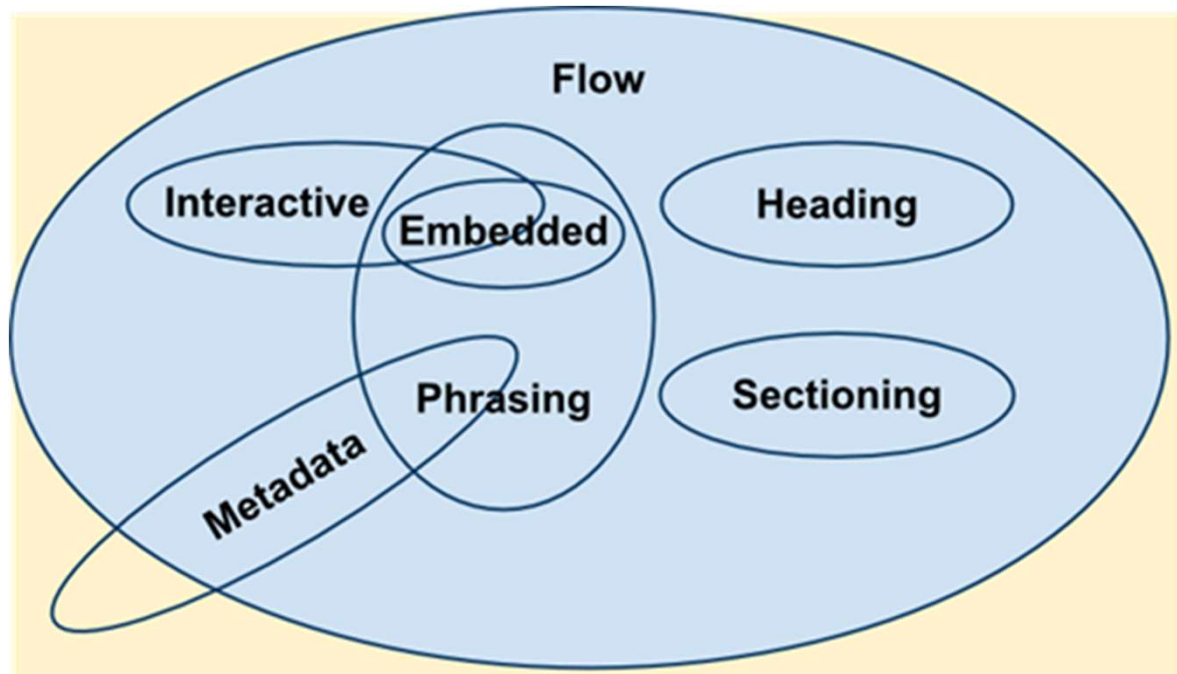 Flow
Interactive
Embedded
Heading
Phrasing
Sectioning
Metadata